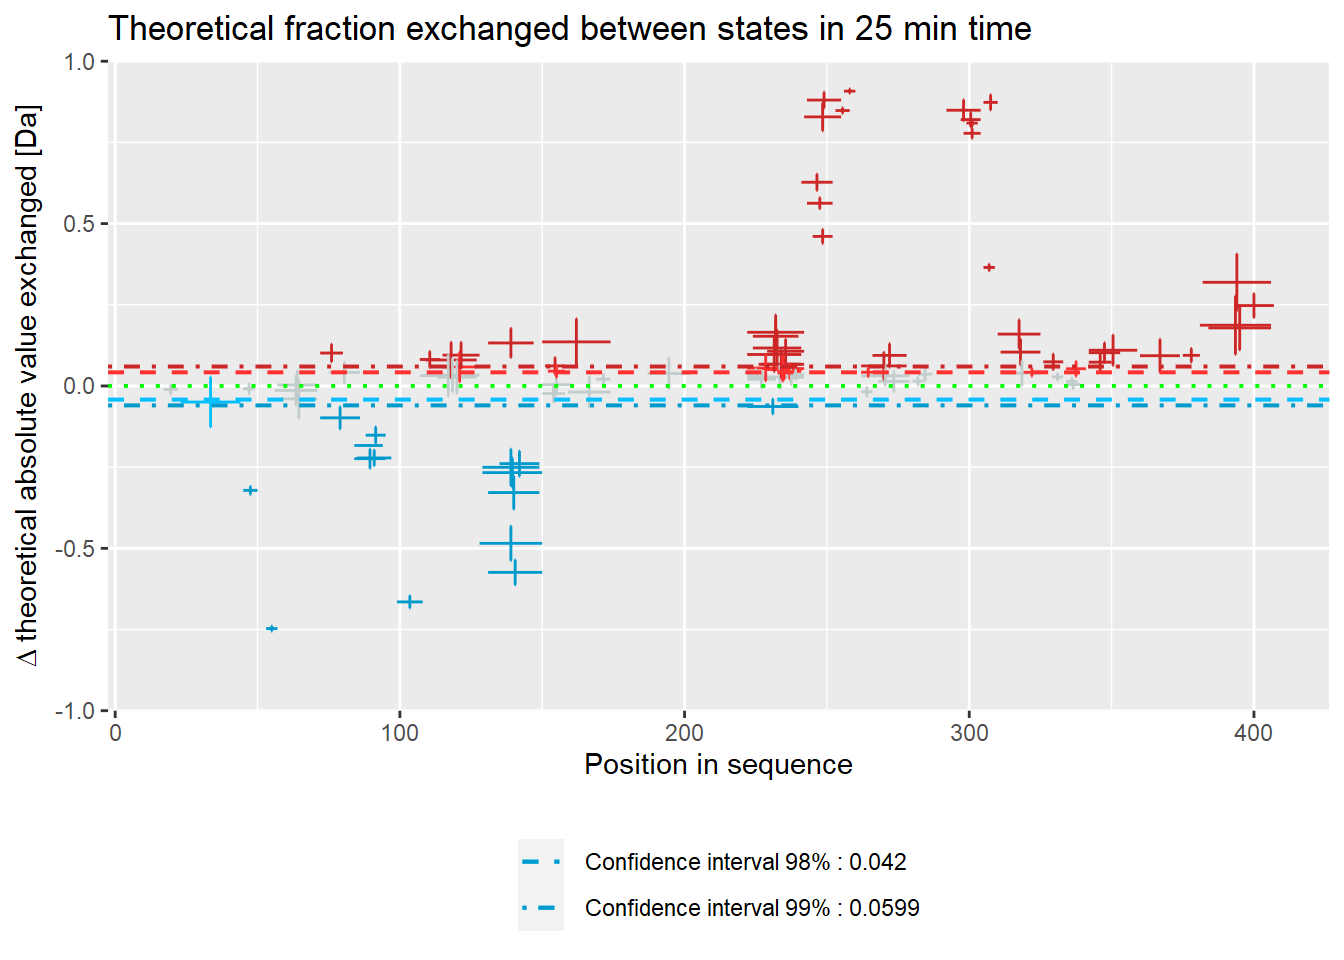 Theoretical fraction exchanged between states in 25 min time
Δ theoretical absolute value exchanged [Da]
1.0
0.5
0.0
-0.5
-1.0
0 100 200 300 400
Position in sequence
Confidence interval 98% : 0.042
Confidence interval 99% : 0.0599